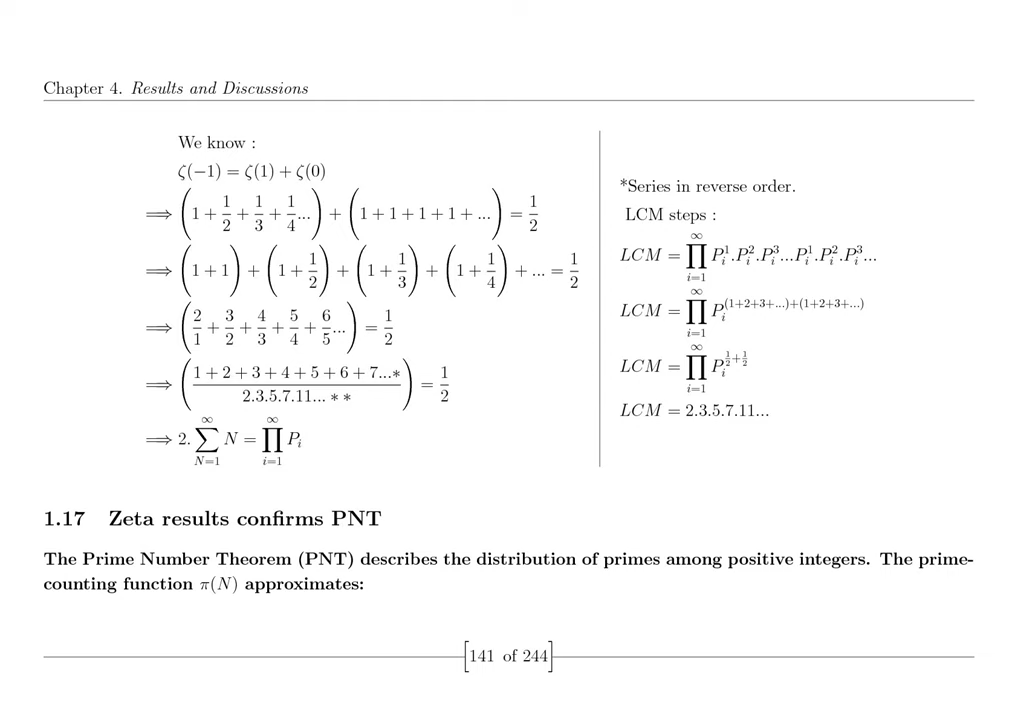 Chapter 4. Results and Discussions
We know :
ζ(−1) = ζ(1) + ζ(0)
⟹ (1 + 1/2 + 1/3 + 1/4...) + (1 + 1 + 1 + 1 + ...) = 1/2
⟹ (1 + 1) + (1 + 1/2) + (1 + 1/3) + (1 + 1/4) + ... = 1/2
⟹ (2/1 + 3/2 + 4/3 + 5/4 + 6/5...) = 1/2
⟹ ((1 + 2 + 3 + 4 + 5 + 6 + 7...∗)/(2.3.5.7.11... ∗ ∗)) = 1/2
⟹ 2.∑_{N=1}^{∞} N = ∏_{i=1}^{∞} P_i
*Series in reverse order.
LCM steps :
LCM = ∏_{i=1}^{∞} P_i^1.P_i^2.P_i^3...P_i^1.P_i^2.P_i^3...
LCM = ∏_{i=1}^{∞} P_i^{(1+2+3+...)+(1+2+3+...)}
LCM = ∏_{i=1}^{∞} P_i^{1/2+1/2}
LCM = 2.3.5.7.11...
1.17 Zeta results confirms PNT
The Prime Number Theorem (PNT) describes the distribution of primes among positive integers. The prime-
counting function π(N) approximates:
[141 of 244]